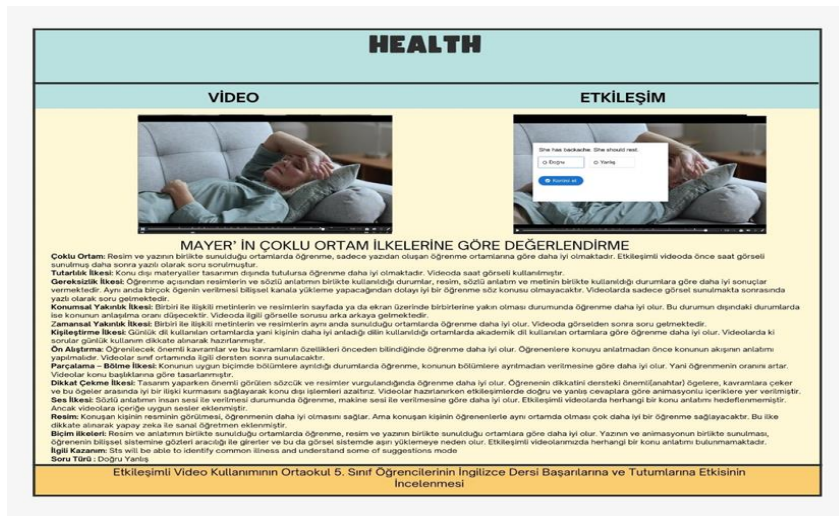 HEALTH
VİDEO
ETKİLEŞİM
She has backache. She should rest.
Doğru
Yanlış
Kontrol et
MAYER' İN ÇOKLU ORTAM İLKELERİNE GÖRE DEĞERLENDİRME
Çoklu Ortam: Resim ve yazının birlikte sunulduğu ortamlarda öğrenme, sadece yazıdan oluşan öğrenme ortamlarına göre daha iyi olmaktadır. Etkileşimli videoda önce saat görseli
sunulmuş daha sonra yazılı olarak soru sorulmuştur.
Tutarlılık İlkesi: Konu dışı materyaller tasarımın dışında tutulursa öğrenme daha iyi olmaktadır. Videoda saat görseli kullanılmıştır.
Gereksizlik İlkesi: Öğrenme açısından resimlerin ve sözlü anlatımın birlikte kullanıldığı durumlar, resim, sözlü anlatım ve metinin birlikte kullanıldığı durumlara göre daha iyi sonuçlar
vermektedir. Aynı anda birçok ögenin verilmesi bilişsel kanala yükleme yapacağından dolayı iyi bir öğrenme söz konusu olmayacaktır. Videolarda sadece görsel sunulmakta sonrasında
yazlı olarak soru gelmektedir.
Konumsal Yakınlık İlkesi: Birbiri ile ilişkili metinlerin ve resimlerin sayfada ya da ekran üzerinde birbirlerine yakın olması durumunda öğrenme daha iyi olur. Bu durumun dışındaki durumlarda
ise konunun anlaşılma oranı düşecektir. Videoda ilgili görselle sorusu arka arkaya gelmektedir.
Zamansal Yakınlık İlkesi: Birbiri ile ilişkili metinlerin ve resimlerin aynı anda sunulduğu ortamlarda öğrenme daha iyi olur. Videoda görselden sonra soru gelmektedir.
Kişileştirme İlkesi: Günlük dil kullanılan ortamlarda yani kişinin daha iyi anladığı dilin kullanıldığı ortamlarda akademik dil kullanılan ortamlara göre öğrenme daha iyi olur. Videolarda ki
sorular günlük kullanım dikkate alınarak hazırlanmıştır.
Ön Alıştırma: Öğrenilecek önemli kavramlar ve bu kavramların özellikleri önceden bilindiğinde öğrenme daha iyi olur. Öğrenenlere konuyu anlatmadan önce konunun akışının anlatımı
yapılmalıdır. Videolar sınıf ortamında ilgili dersten sonra sunulacaktır.
Parçalama – Bölme İlkesi: Konunun uygun biçimde bölümlere ayrıldığı durumlarda öğrenme, konunun bölümlere ayrılmadan verilmesine göre daha iyi olur. Yani öğrenmenin oranını artar.
Videolar konu başlıklarına göre tasarlanmıştır.
Dikkat Çekme İlkesi: Tasarım yaparken önemli görülen sözcük ve resimler vurgulandığında öğrenme daha iyi olur. Öğrenenin dikkatini dersteki önemli(anahtar) ögelere, kavramlara çeker
ve bu ögeler arasında iyi bir ilişki kurmasını sağlayarak konu dışı işlemleri azaltırız. Videolar hazırlanırken etkileşimlerde doğru ve yanlış cevaplara göre animasyonlu içeriklere yer verilmiştir.
Ses İlkesi: Sözlü anlatımın insan sesi ile verilmesi durumunda öğrenme, makine sesi ile verilmesine göre daha iyi olur. Etkileşimli videolarda herhangi bir konu anlatımı hedeflenmemiştir.
Ancak videolara içeriğe uygun sesler eklenmiştir.
Resim: Konuşan kişinin resminin görülmesi, öğrenmenin daha iyi olmasını sağlar. Ama konuşan kişinin öğrenenlerle aynı ortamda olması çok daha iyi bir öğrenme sağlayacaktır. Bu ilke
dikkate alınarak yapay zeka ile sanal öğretmen eklenmiştir.
Biçim ilkeleri: Resim ve anlatımın birlikte sunulduğu ortamlarda öğrenme, resim ve yazının birlikte sunulduğu ortamlara göre daha iyi olur. Yazının ve animasyonun birlikte sunulması,
öğrenenin bilişsel sistemine gözleri aracılığı ile girerler ve bu da görsel sistemde aşırı yüklemeye neden olur. Etkileşimli videolarımızda herhangi bir konu anlatımı bulunmamaktadır.
İlgili Kazanım: Sts will be able to identify common illness and understand some of suggestions mode
Soru Türü : Doğru Yanlış
Etkileşimli Video Kullanımının Ortaokul 5. Sınıf Öğrencilerinin İngilizce Dersi Başarılarına ve Tutumlarına Etkisinin
İncelenmesi